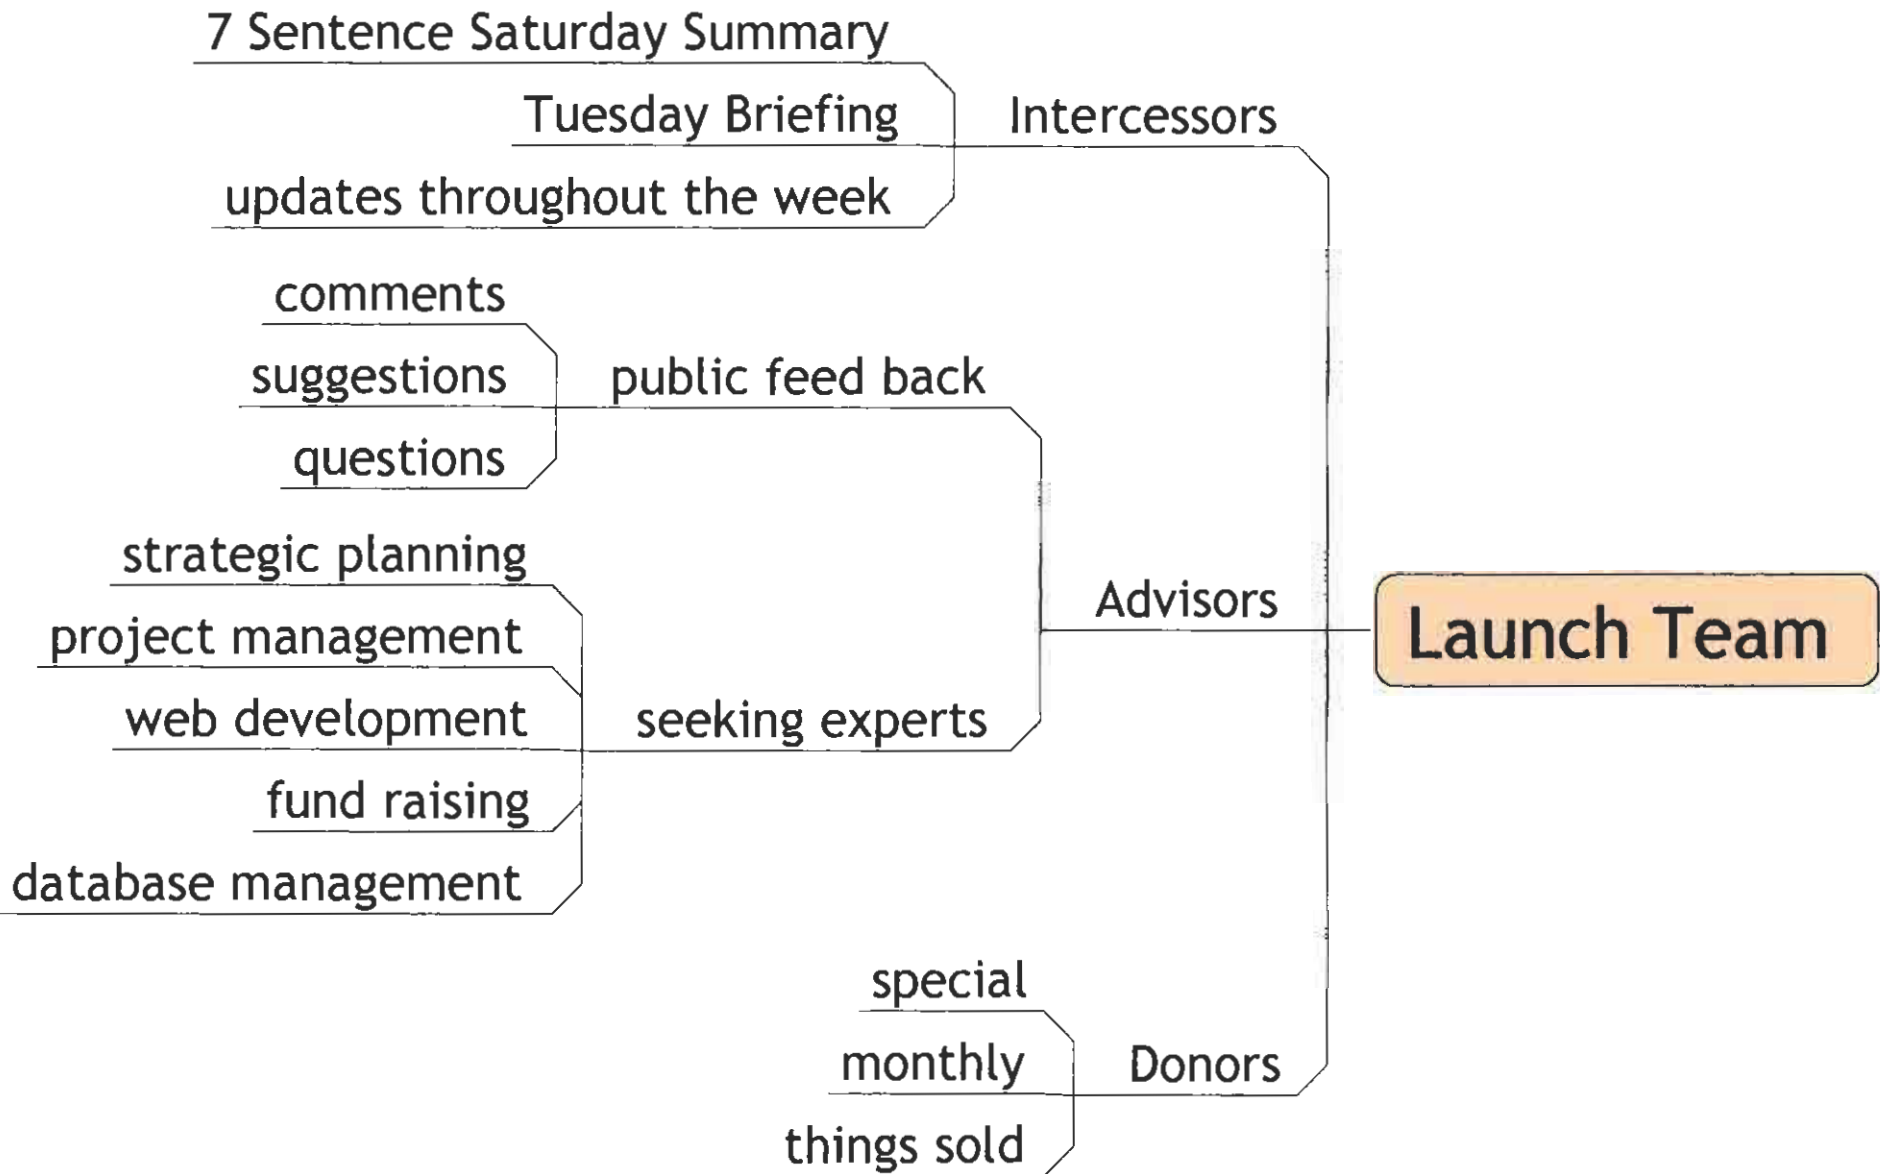 7 Sentence Saturday Summary
Tuesday Briefing
Intercessors
updates throughout the week
comments
suggestions
public feed back
questions
strategic planning
project management
web development
seeking experts
fund raising
database management
Advisors
Launch Team
special
monthly
Donors
things sold